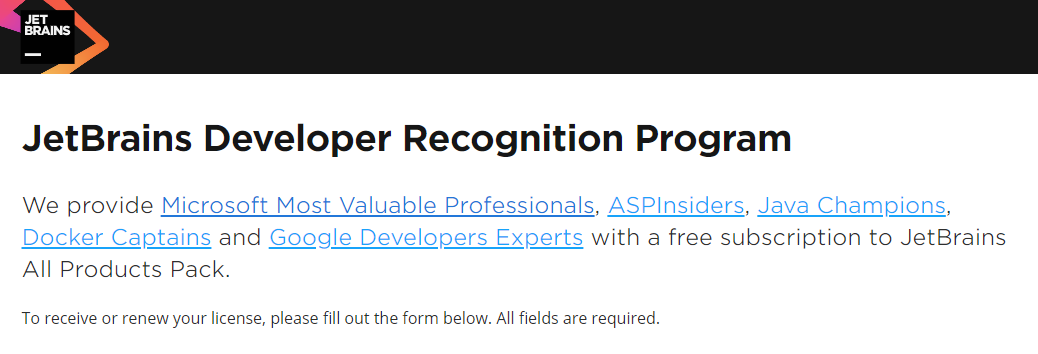 JET
BRAINS
JetBrains Developer Recognition Program
We provide Microsoft Most Valuable Professionals, ASPInsiders, Java Champions,
Docker Captains and Google Developers Experts with a free subscription to JetBrains
All Products Pack.
To receive or renew your license, please fill out the form below. All fields are required.